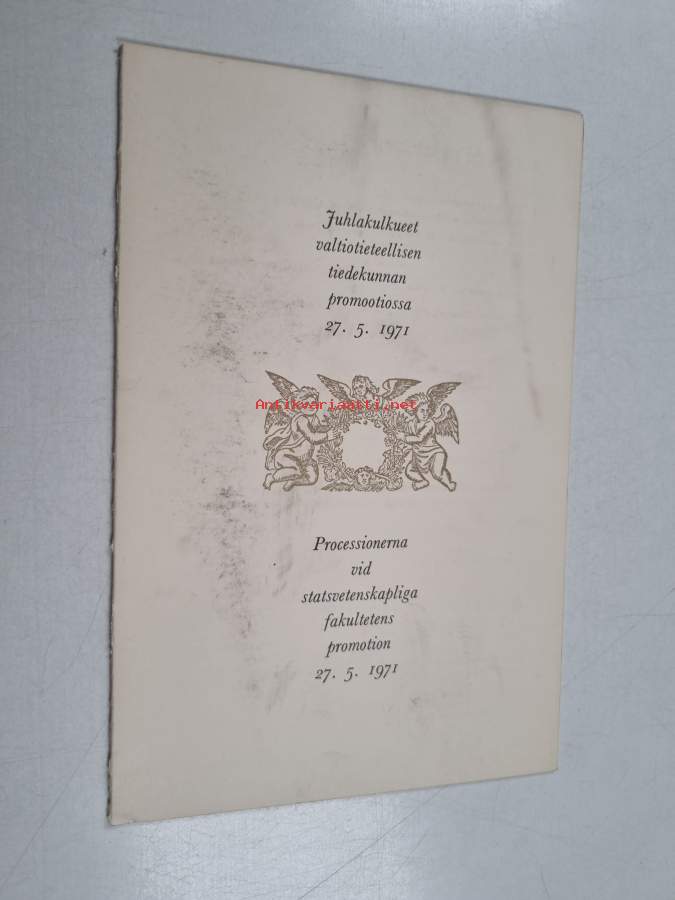 Juhlakulkueet
valtiotieteellisen
tiedekunnan
promootiossa
27. 5. 1971
Antikvariaatti.net
Processionerna
vid
statsvetenskapliga
fakultetens
promotion
27. 5. 1971